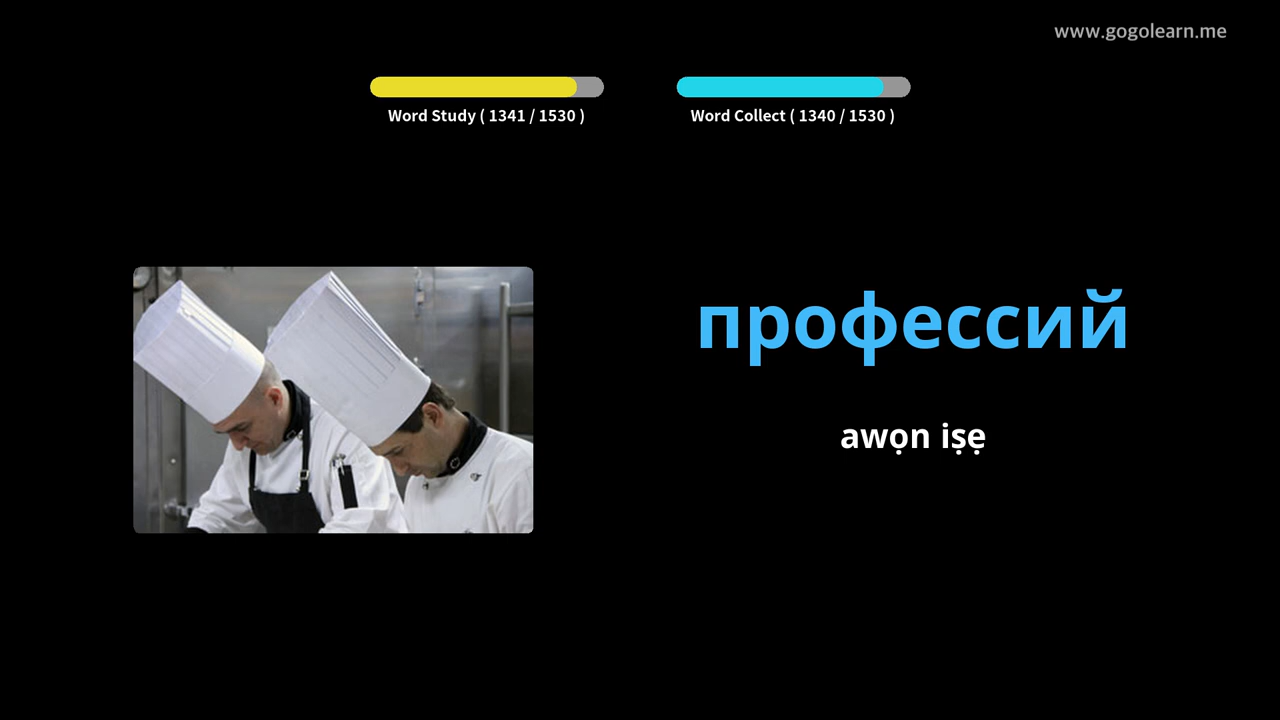 www.gogolearn.me
Word Study ( 1341 / 1530 )
Word Collect ( 1340 / 1530 )
профессий
awọn iṣẹ